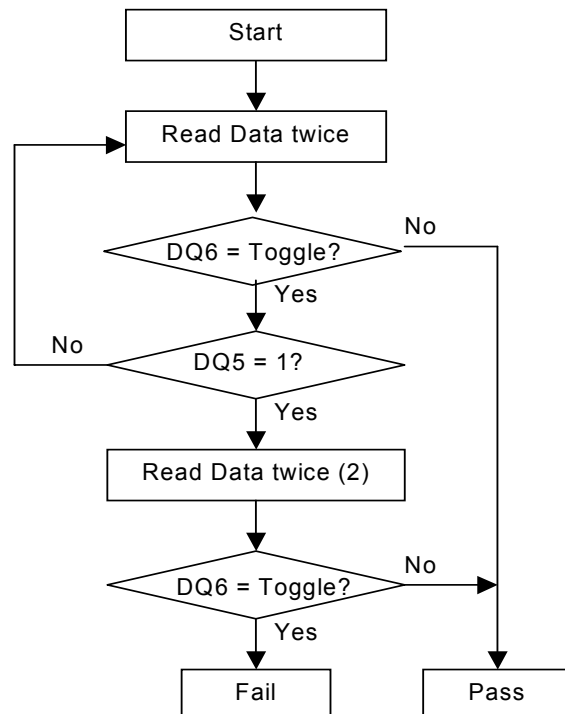 Start
Read Data twice
DQ6 = Toggle?
No
Yes
No
DQ5 = 1?
Yes
Read Data twice (2)
DQ6 = Toggle?
No
Yes
Fail
Pass